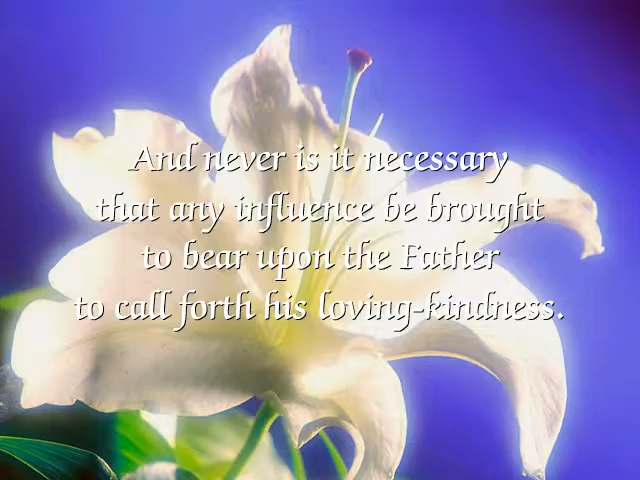 And never is it necessary
that any influence be brought
to bear upon the Father
to call forth his loving-kindness.